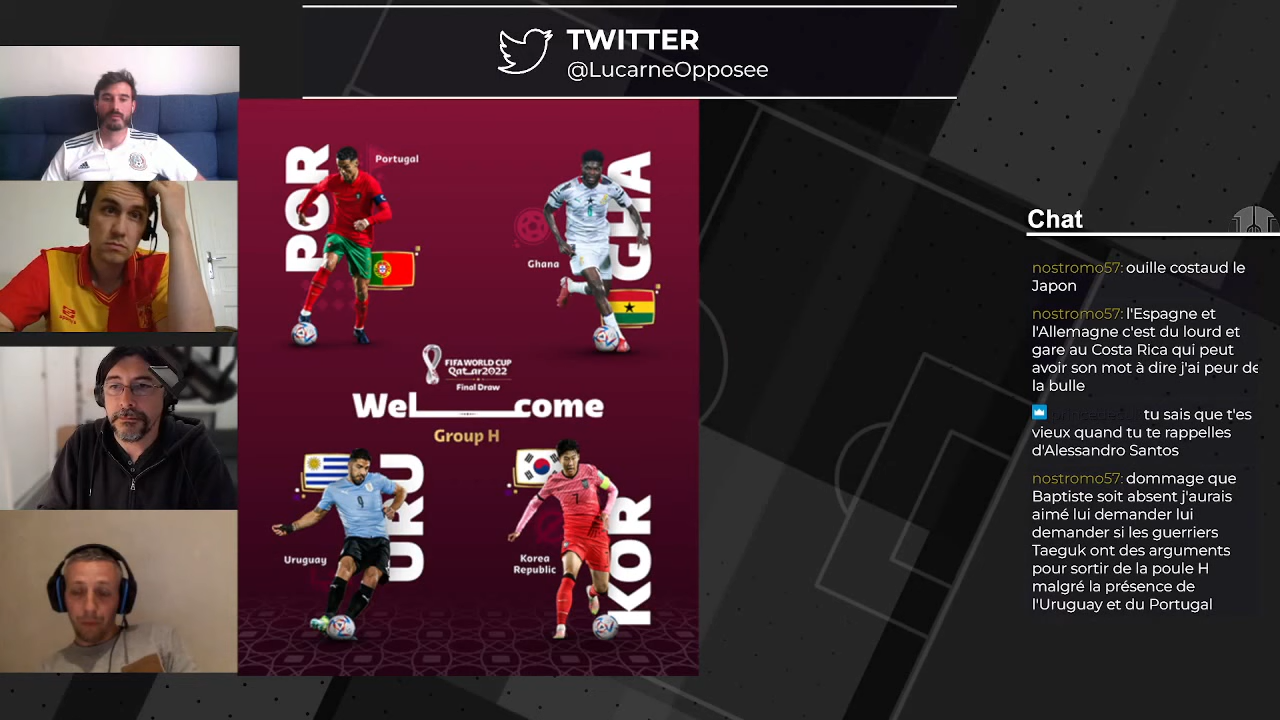 TWITTER
@LucarneOpposee
POR
Portugal
GHA
Ghana
FIFA WORLD CUP
Qatar2022
Final Draw
Wel come
Group H
URU
9
Uruguay
KOR
7
Korea
Republic
Chat
nostromo57: ouille costaud le
Japon
nostromo57: l'Espagne et
l'Allemagne c'est du lourd et
gare au Costa Rica qui peut
avoir son mot à dire,j'ai peur de
la bulle
tu sais que t'es
vieux quand tu te rappelles
d'Alessandro Santos
nostromo57: dommage que
Baptiste soit absent j'aurais
aimé lui demander lui
demander si les guerriers
Taeguk ont des arguments
pour sortir de la poule H
malgré la présence de
l'Uruguay et du Portugal